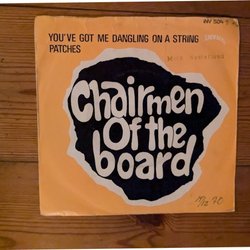 YOU'VE GOT ME DANGLING ON A STRING
PATCHES
Chairmen
Of the
board